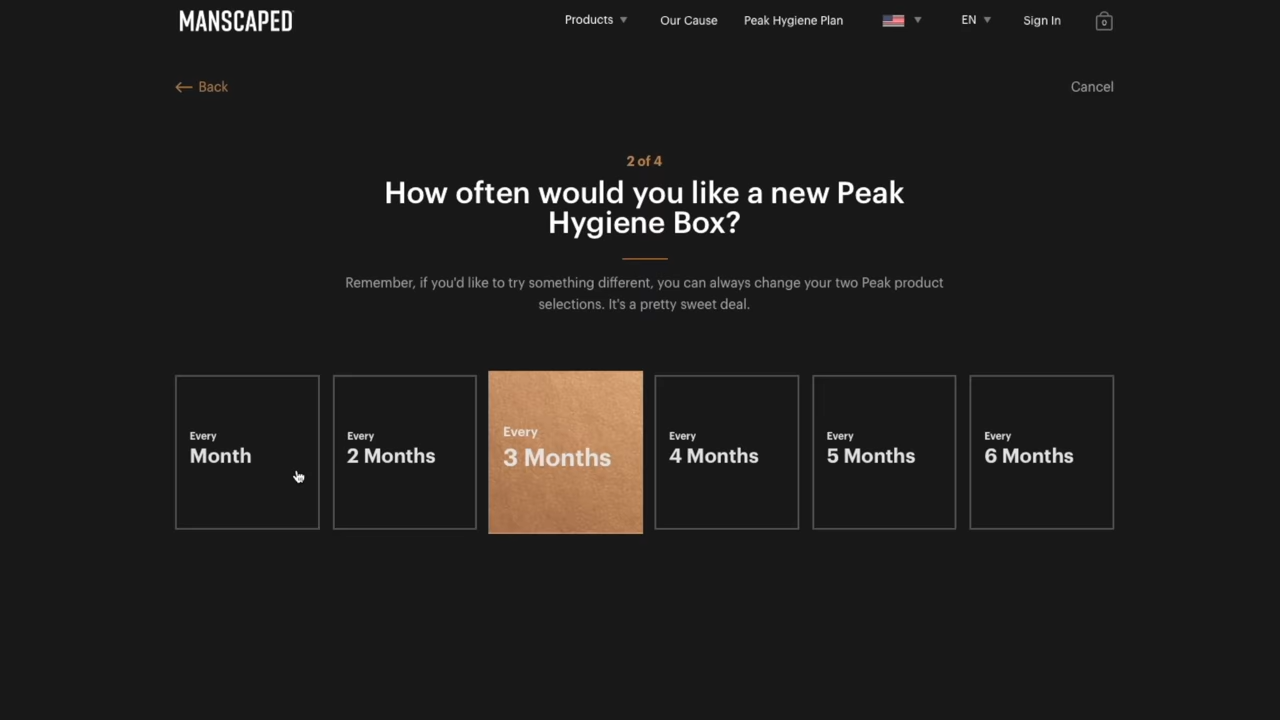 MANSCAPED
Products
Our Cause
Peak Hygiene Plan
EN
Sign In
0
Back
Cancel
2 of 4
How often would you like a new Peak
Hygiene Box?
Remember, if you'd like to try something different, you can always change your two Peak product
selections. It's a pretty sweet deal.
Every
Month
Every
2 Months
Every
3 Months
Every
4 Months
Every
5 Months
Every
6 Months